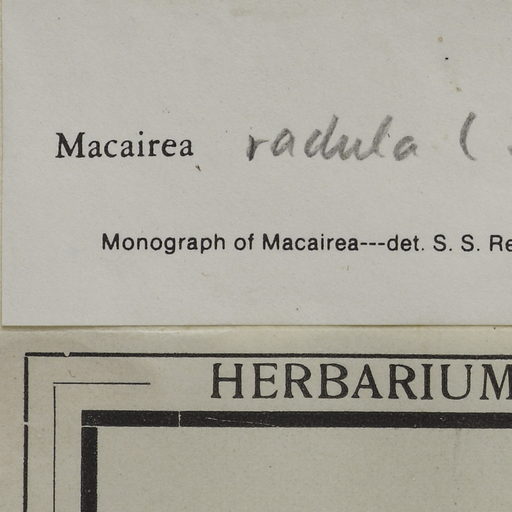 Macairea radula (
Monograph of Macairea---det. S. S. Re
HERBARIUM